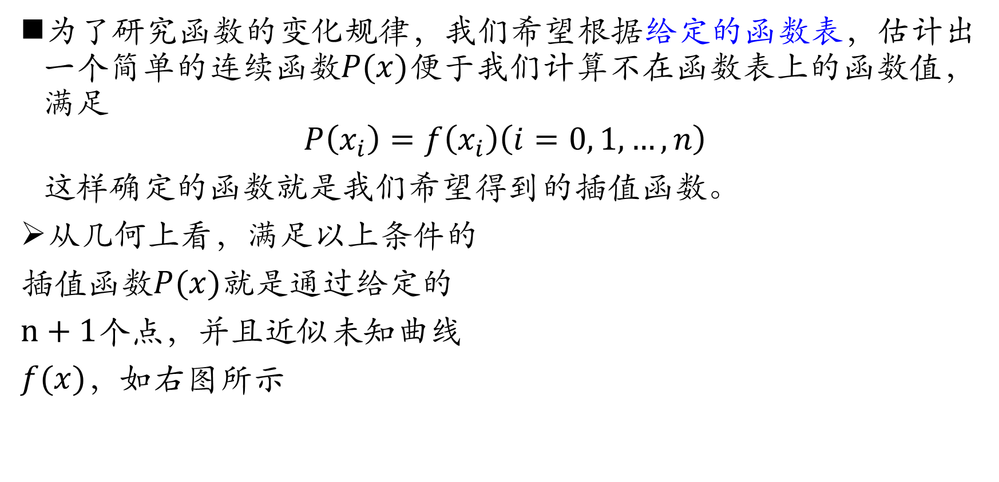 ■为了研究函数的变化规律，我们希望根据给定的函数表，估计出
一个简单的连续函数P(x)便于我们计算不在函数表上的函数值，
满足
P(xᵢ) = f(xᵢ)(i = 0, 1, … , n)
这样确定的函数就是我们希望得到的插值函数。
➢从几何上看，满足以上条件的
插值函数P(x)就是通过给定的
n + 1个点，并且近似未知曲线
f(x)，如右图所示